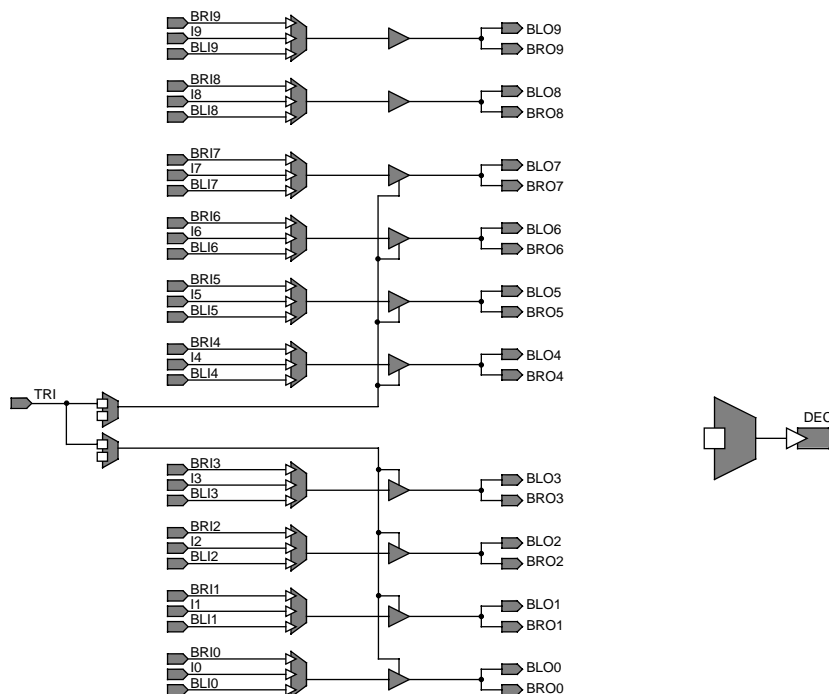 BRI9
I9 BLO9
BLI9 BRO9
BRI8
I8 BLO8
BLI8 BRO8
BRI7
I7 BLO7
BLI7 BRO7
BRI6
I6 BLO6
BLI6 BRO6
BRI5
I5 BLO5
BLI5 BRO5
BRI4
I4 BLO4
BLI4 BRO4
TRI
DEC
BRI3
I3 BLO3
BLI3 BRO3
BRI2
I2 BLO2
BLI2 BRO2
BRI1
I1 BLO1
BLI1 BRO1
BRI0
I0 BLO0
BLI0 BRO0